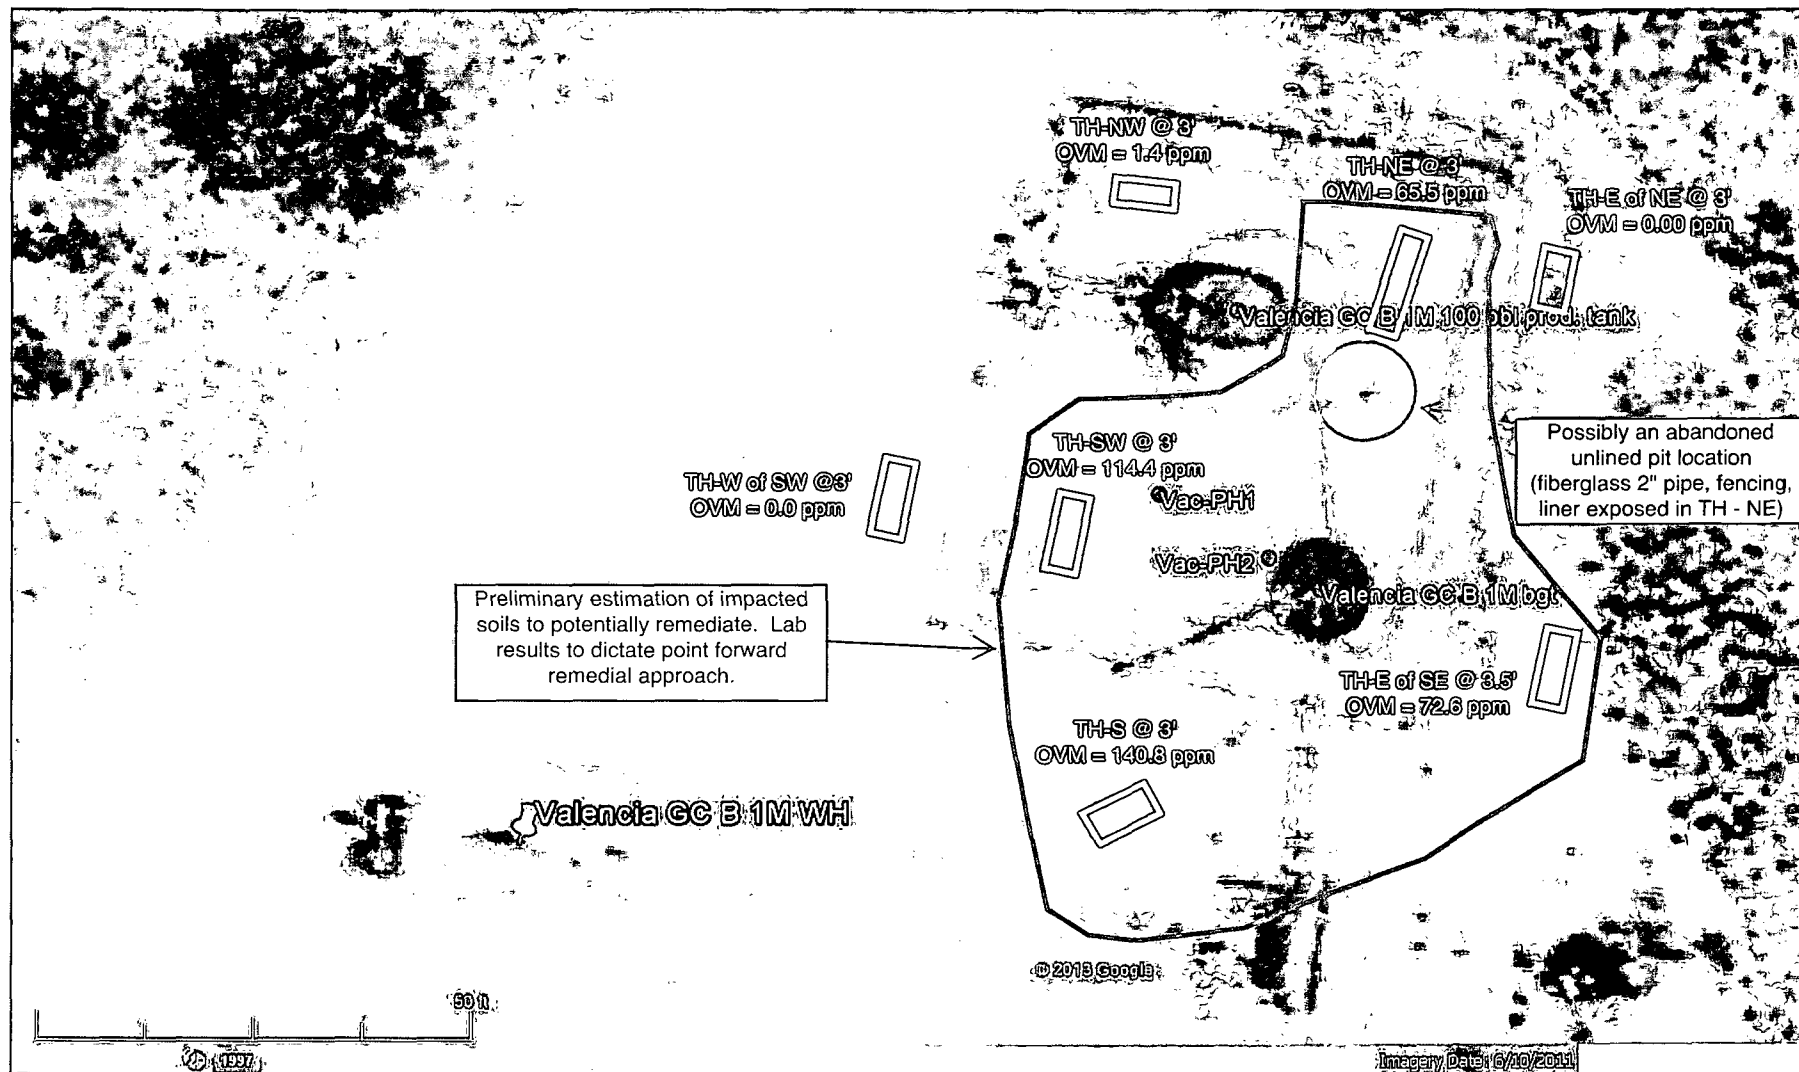 TH-NW @ 3'
OVM = 1.4 ppm
TH-NE @ 3'
OVM = 65.5 ppm
TH-E of NE @ 3'
OVM = 0.00 ppm
Valencia GC B 1M 100 bbl prod. tank
Possibly an abandoned
unlined pit location
(fiberglass 2" pipe, fencing,
liner exposed in TH - NE)
TH-SW @ 3'
OVM = 114.4 ppm
TH-W of SW @3'
OVM = 0.0 ppm
Vac-PH1
Vac-PH2
Valencia GC B 1M bgt
Preliminary estimation of impacted
soils to potentially remediate. Lab
results to dictate point forward
remedial approach.
TH-E of SE @ 3.5'
OVM = 72.6 ppm
TH-S @ 3'
OVM = 140.8 ppm
Valencia GC B 1M WH
© 2013 Google
50 ft
1997
Imagery Date: 6/10/2011